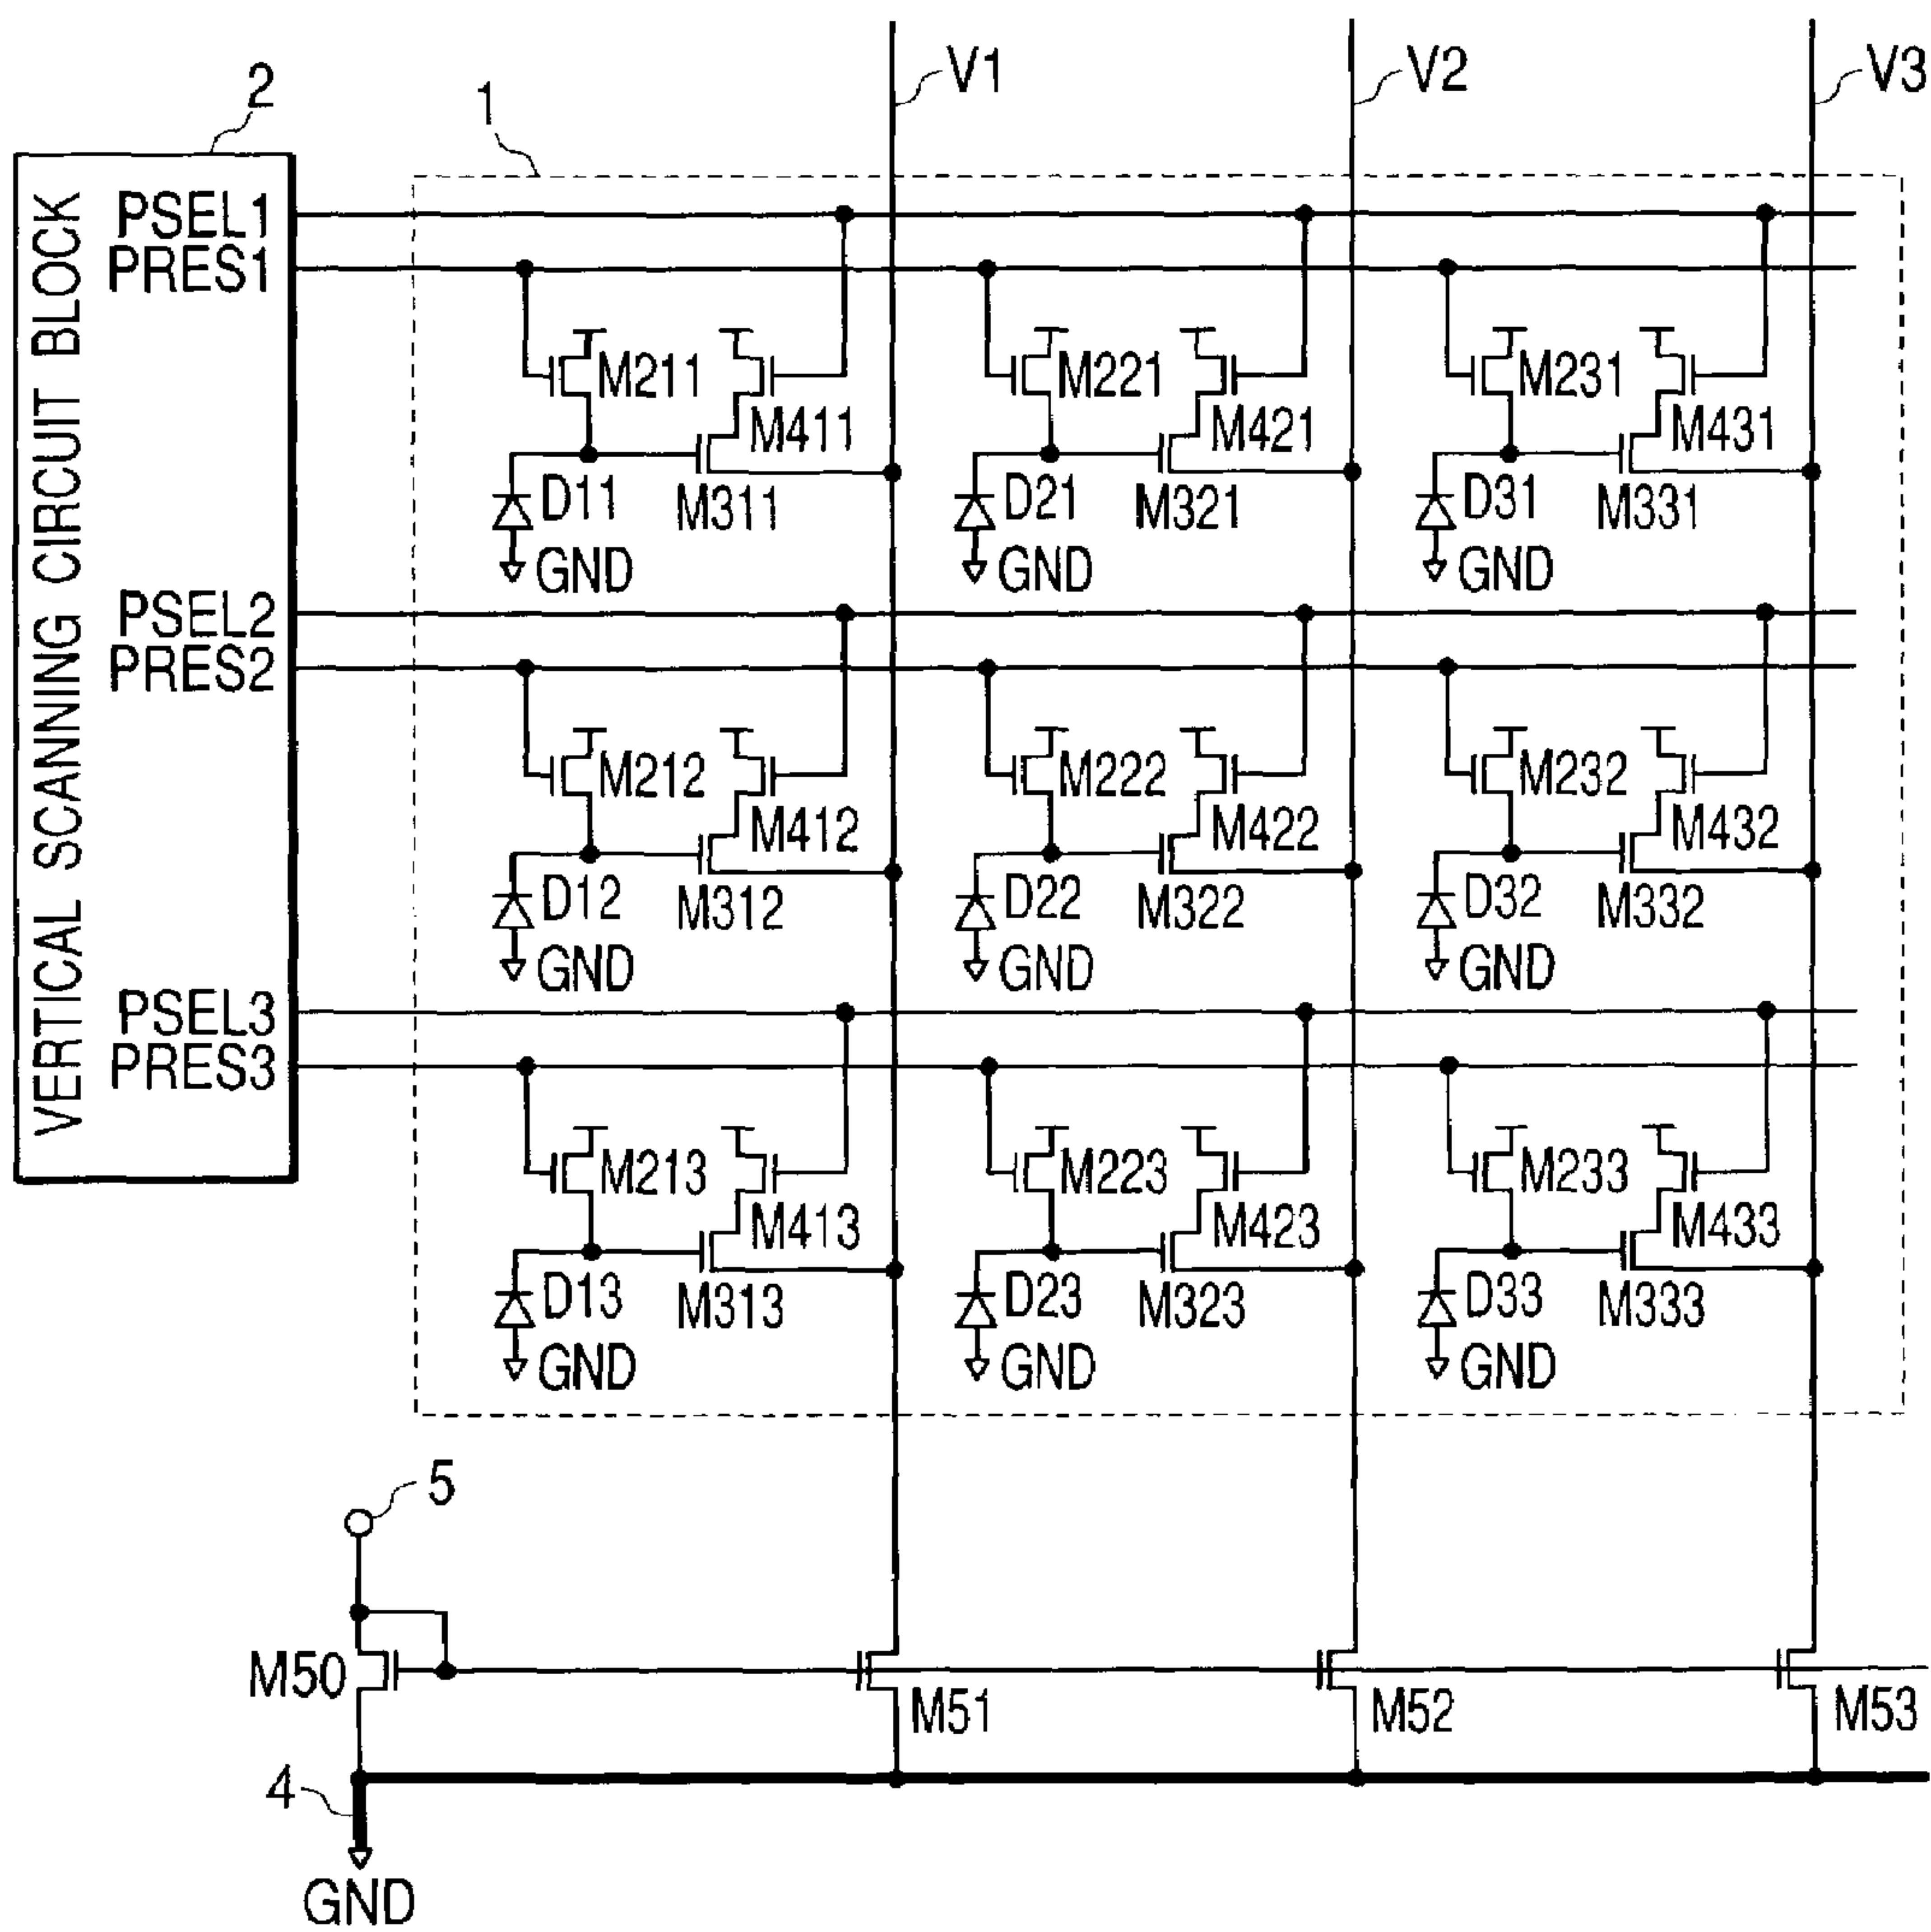 V1
V2
V3
2
1
VERTICAL SCANNING CIRCUIT BLOCK
PSEL1
PRES1
M211
M221
M231
M411
M421
M431
D11
M311
D21
M321
D31
M331
GND
GND
GND
PSEL2
PRES2
M212
M222
M232
M412
M422
M432
D12
M312
D22
M322
D32
M332
GND
GND
GND
PSEL3
PRES3
M213
M223
M233
M413
M423
M433
D13
M313
D23
M323
D33
M333
GND
GND
GND
5
M50
M51
M52
M53
4
GND